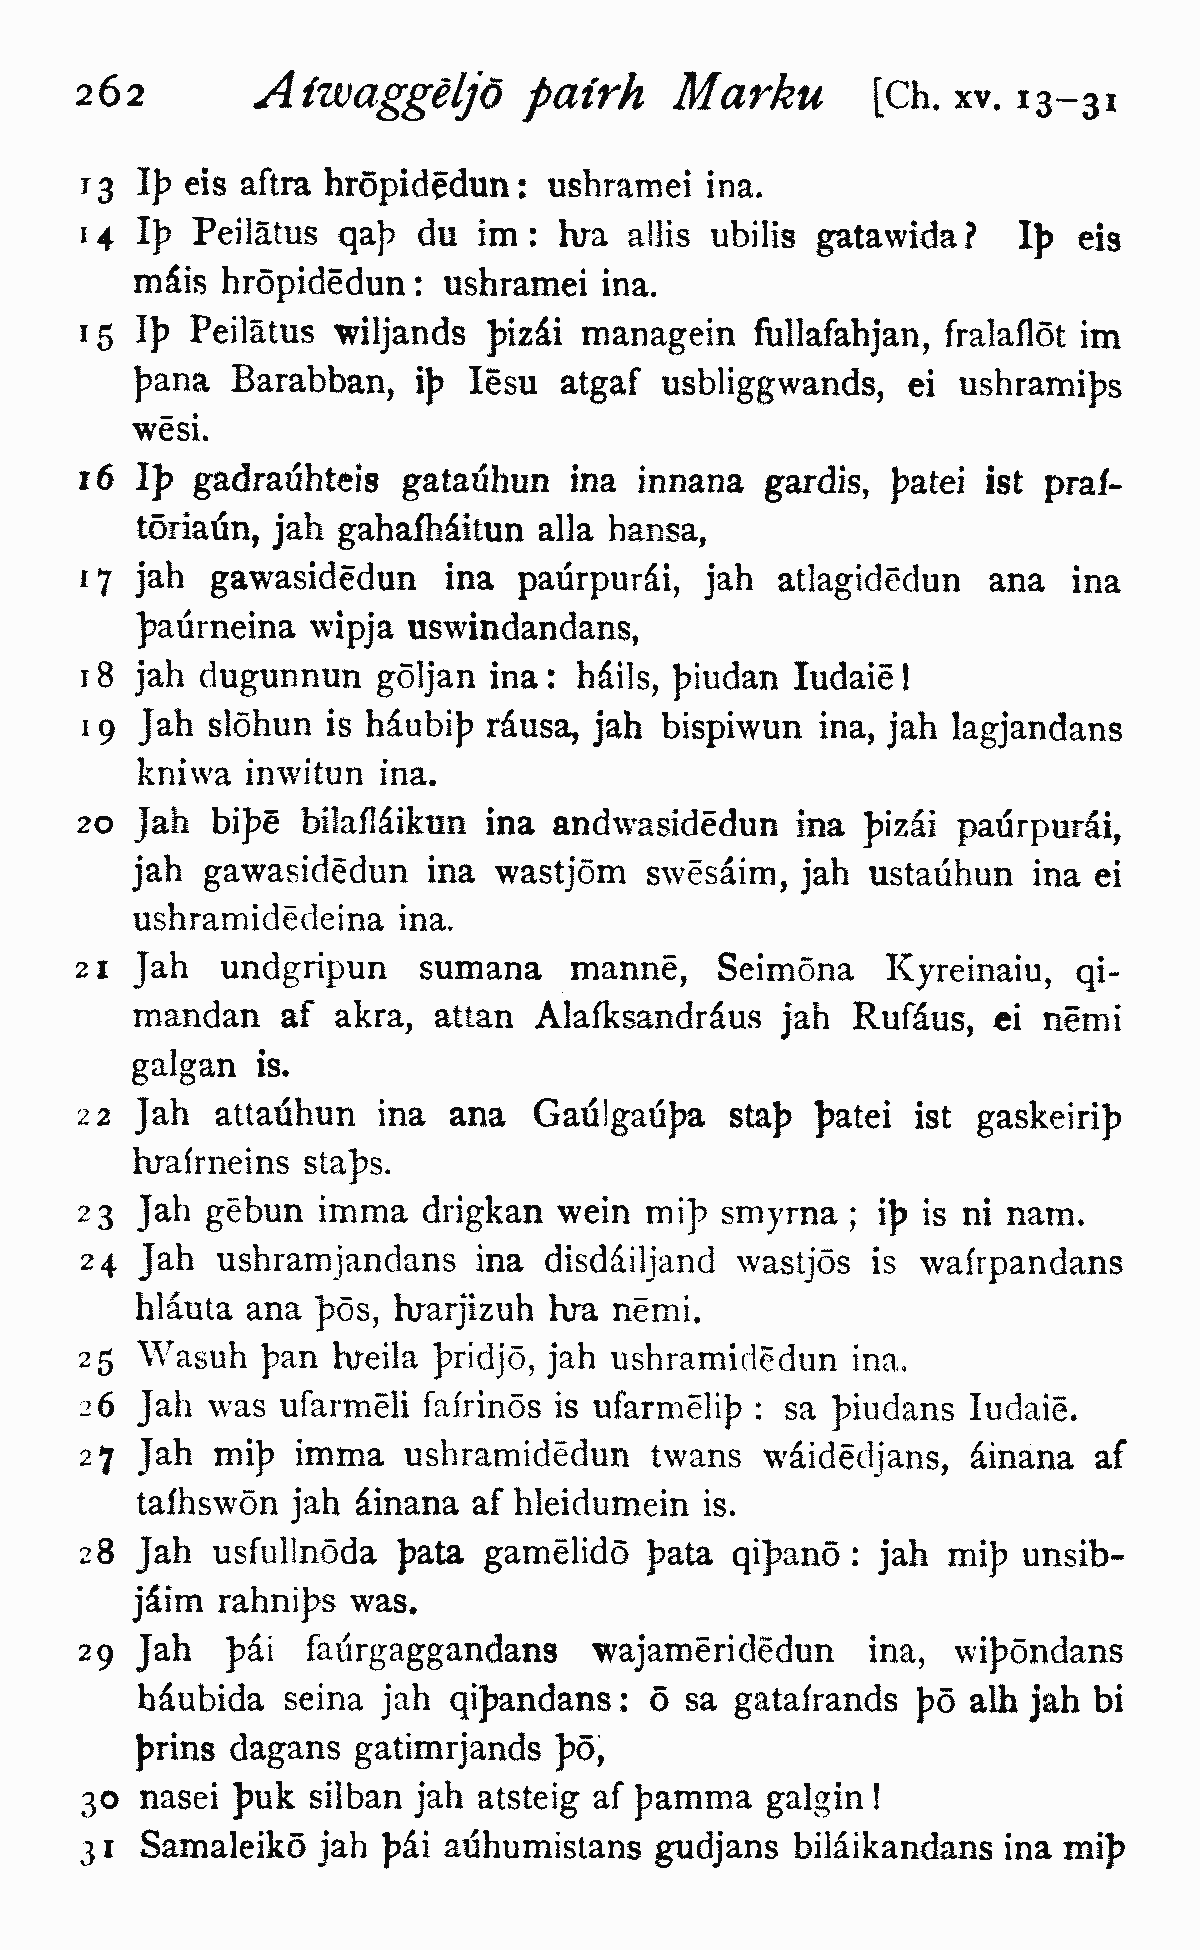 262 Aíwaggēljō þaírh Marku [Ch. xv. 13–31
13 Iþ eis aftra hrōpidēdun: ushramei ina.
14 Iþ Peilātus qaþ du im: ƕa allis ubilis gatawida? Iþ eis
máis hrōpidēdun: ushramei ina.
15 Iþ Peilātus wiljands þizái managein fullafahjan, fralaílōt im
þana Barabban, iþ Iēsu atgaf usbliggwands, ei ushramiþs
wēsi.
16 Iþ gadraúhteis gataúhun ina innana gardis, þatei ist praí-
tōriaún, jah gahaíháitun alla hansa,
17 jah gawasidēdun ina paúrpurái, jah atlagidēdun ana ina
þaúrneina wipja uswindandans,
18 jah dugunnun gōljan ina: háils, þiudan Iudaiē!
19 Jah slōhun is háubiþ ráusa, jah bispiwun ina, jah lagjandans
kniwa inwitun ina.
20 Jah biþē bilaíláikun ina andwasidēdun ina þizái paúrpurái,
jah gawasidēdun ina wastjōm swēsáim, jah ustaúhun ina ei
ushramidēdeina ina.
21 Jah undgripun sumana mannē, Seimōna Kyreinaiu, qi-
mandan af akra, attan Alaíksandráus jah Rufáus, ei nēmi
galgan is.
22 Jah attaúhun ina ana Gaúlgaúþa staþ þatei ist gaskeiriþ
ƕaírneins staþs.
23 Jah gēbun imma drigkan wein miþ smyrna; iþ is ni nam.
24 Jah ushramjandans ina disdáiljand wastjōs is waírpandans
hláuta ana þōs, ƕarjizuh ƕa nēmi.
25 Wasuh þan ƕeila þridjō, jah ushramidēdun ina.
26 Jah was ufarmēli faírinōs is ufarmēliþ: sa þiudans Iudaiē.
27 Jah miþ imma ushramidēdun twans wáidēdjans, áinana af
taíhswōn jah áinana af hleidumein is.
28 Jah usfullnōda þata gamēlidō þata qiþanō: jah miþ unsib-
jáim rahniþs was.
29 Jah þái faúrgaggandans wajamēridēdun ina, wiþōndans
háubida seina jah qiþandans: ō sa gataírands þō alh jah bi
þrins dagans gatimrjands þō,
30 nasei þuk silban jah atsteig af þamma galgin!
31 Samaleikō jah þái aúhumistans gudjans biláikandans ina miþ